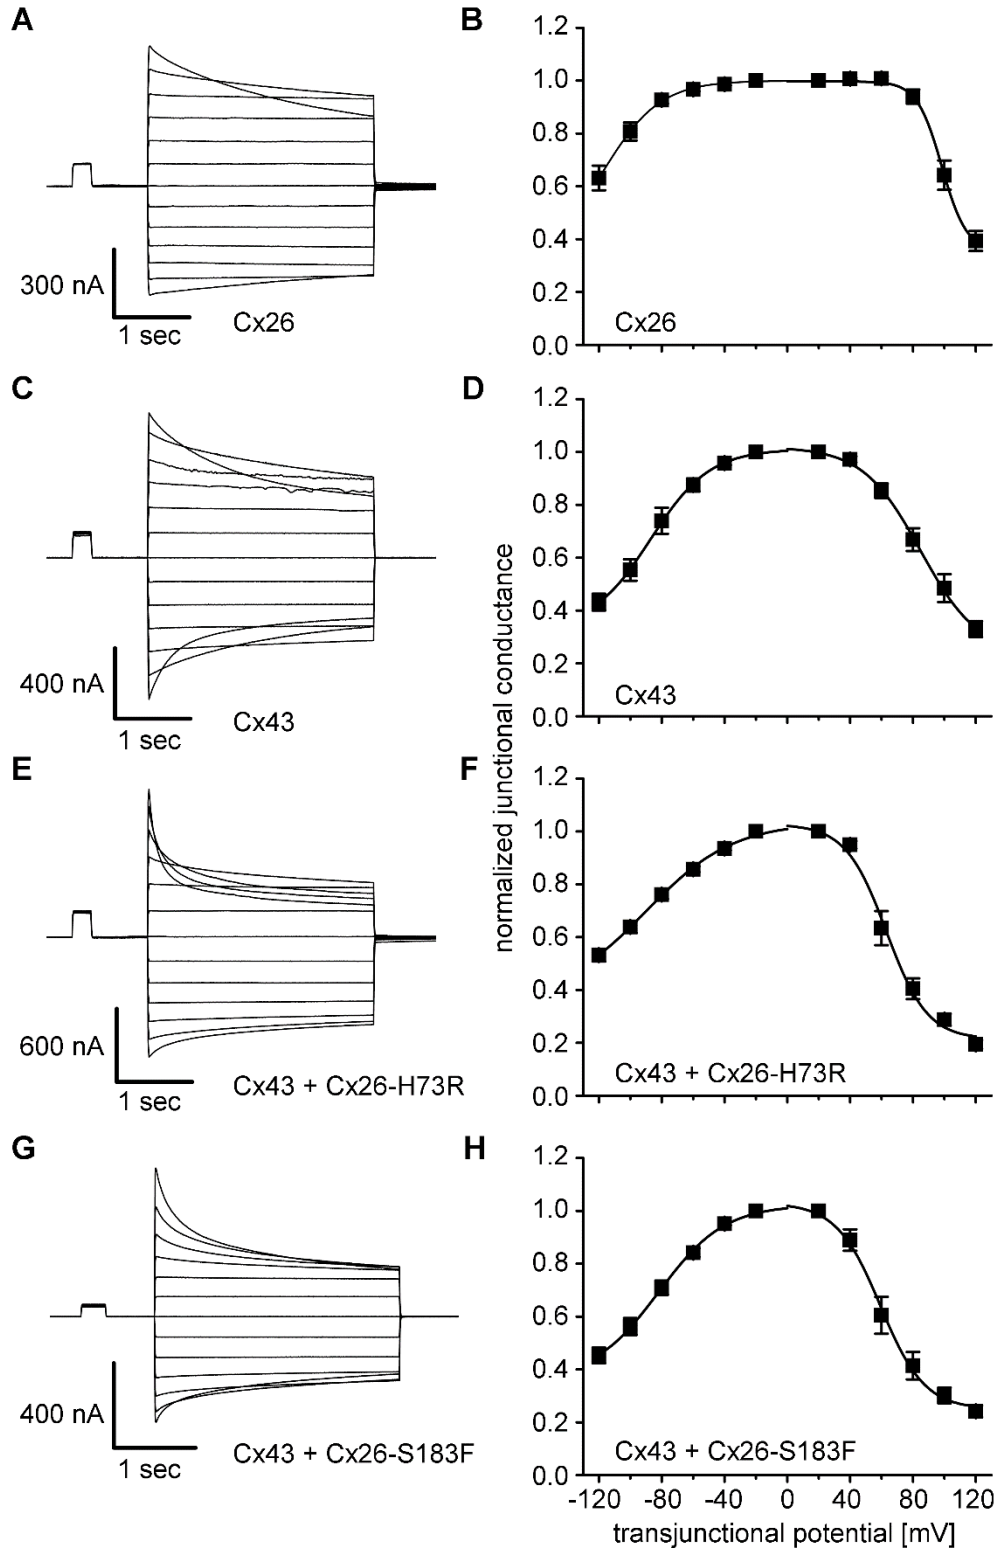 A
300 nA
1 sec
Cx26
B
1.2
1.0
0.8
0.6
0.4
0.2
0.0
Cx26
C
400 nA
1 sec
Cx43
D
1.2
1.0
0.8
0.6
0.4
0.2
0.0
Cx43
normalized junctional conductance
E
600 nA
1 sec
Cx43 + Cx26-H73R
F
1.2
1.0
0.8
0.6
0.4
0.2
0.0
Cx43 + Cx26-H73R
G
400 nA
1 sec
Cx43 + Cx26-S183F
H
1.2
1.0
0.8
0.6
0.4
0.2
0.0
Cx43 + Cx26-S183F
-120 -80 -40 0 40 80 120
transjunctional potential [mV]